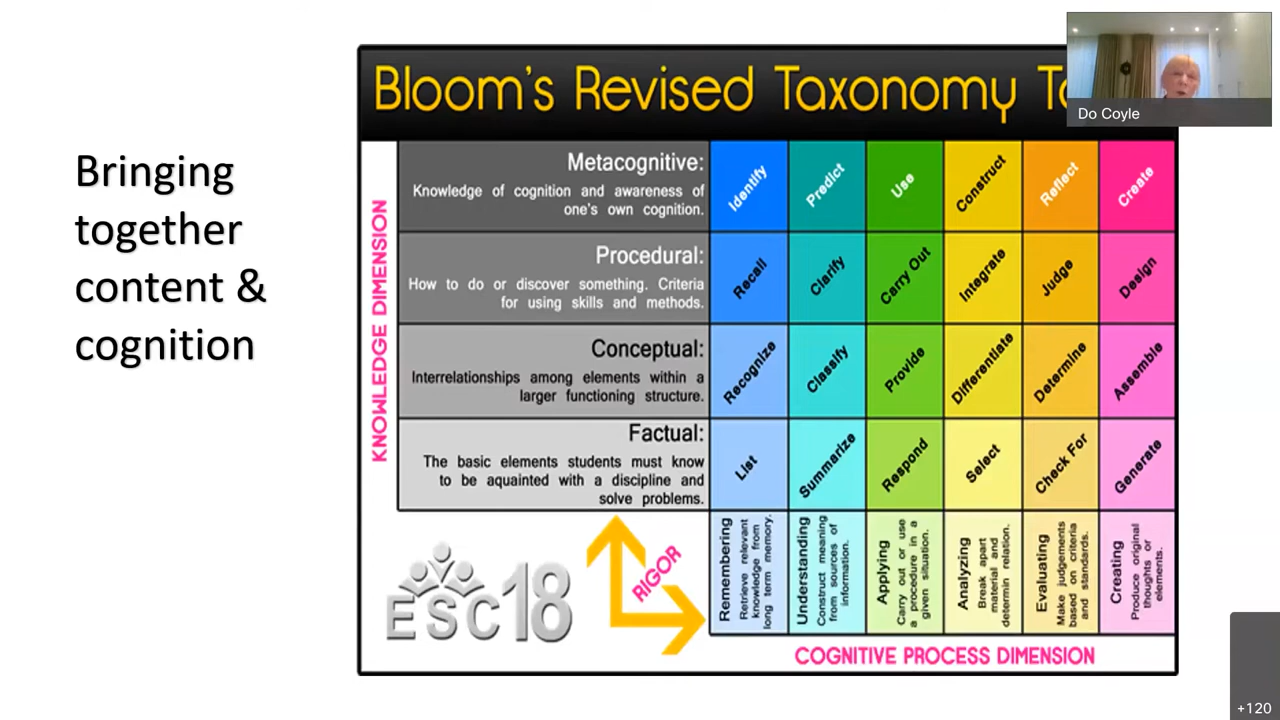 Bringing
together
content &
cognition
Bloom's Revised Taxonomy
Do Coyle
KNOWLEDGE DIMENSION
Metacognitive:
Knowledge of cognition and awareness of
one's own cognition.
Identify
Predict
Use
Construct
Reflect
Create
Procedural:
How to do or discover something. Criteria
for using skills and methods.
Recall
Clarify
Carry Out
Integrate
Judge
Design
Conceptual:
Interrelationships among elements within a
larger functioning structure.
Recognize
Classify
Provide
Differentiate
Determine
Assemble
Factual:
The basic elements students must know
to be aquainted with a discipline and
solve problems.
List
Summarize
Respond
Select
Check For
Generate
ESC18
RIGOR
Remembering
Retrieve relevant
knowledge from
long term memory.
Understanding
Construct meaning
from sources of
information.
Applying
Carry out or use
a procedure in a
given situation.
Analyzing
Break apart
material and
determin relation.
Evaluating
Make judgements
based on criteria
and standards.
Creating
Produce original
thoughts or
elements.
COGNITIVE PROCESS DIMENSION
+120